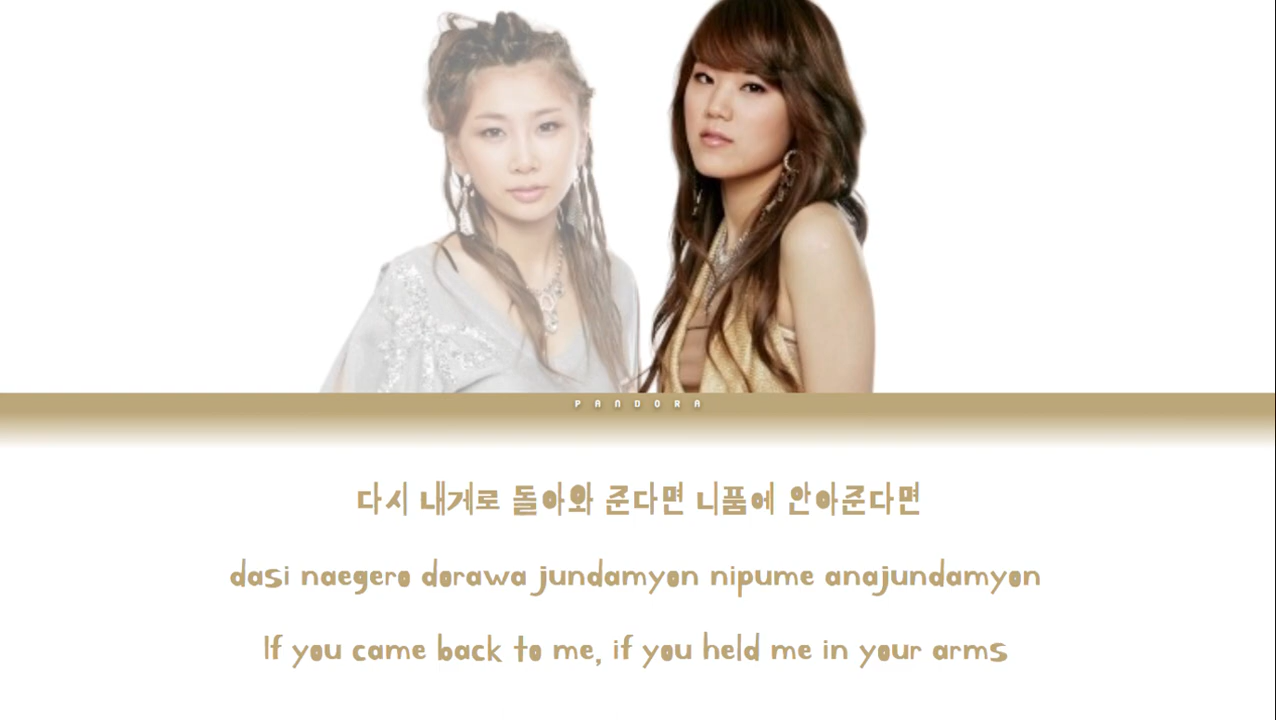 PANDORA
다시 내게로 돌아와 준다면 니품에 안아준다면
dasi naegero dorawa jundamyon nipume anajundamyon
If you came back to me, if you held me in your arms